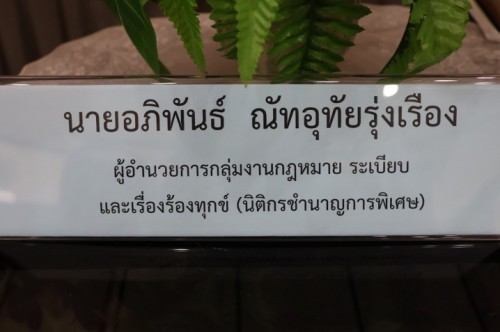 นายอภิพันธ์ ณัทอุทัยรุ่งเรือง
ผู้อำนวยการกลุ่มงานกฎหมาย ระเบียบ
และเรื่องร้องทุกข์ (นิติกรชำนาญการพิเศษ)